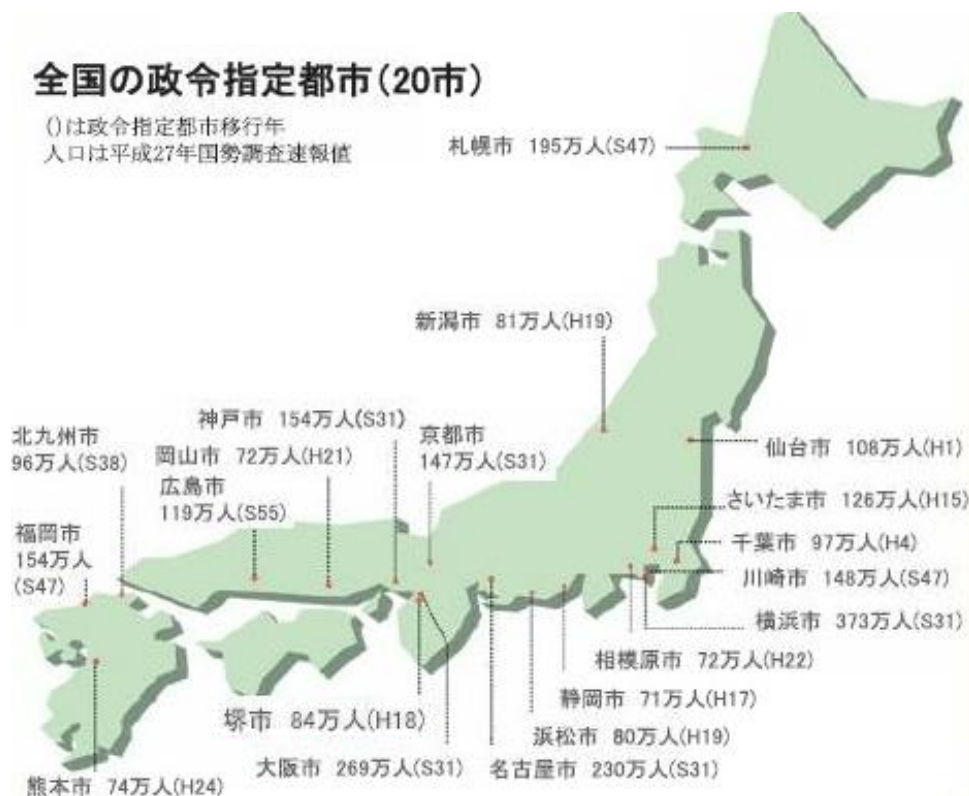 全国の政令指定都市(20市)
()は政令指定都市移行年
人口は平成27年国勢調査速報値
札幌市 195万人(S47)
新潟市 81万人(H19)
神戸市 154万人(S31)
京都市
147万人(S31)
北九州市
96万人(S38)
岡山市 72万人(H21)
広島市
119万人(S55)
福岡市
154万人
(S47)
仙台市 108万人(H1)
さいたま市 126万人(H15)
千葉市 97万人(H4)
川崎市 148万人(S47)
横浜市 373万人(S31)
相模原市 72万人(H22)
静岡市 71万人(H17)
堺市 84万人(H18)
浜松市 80万人(H19)
大阪市 269万人(S31)
名古屋市 230万人(S31)
熊本市 74万人(H24)